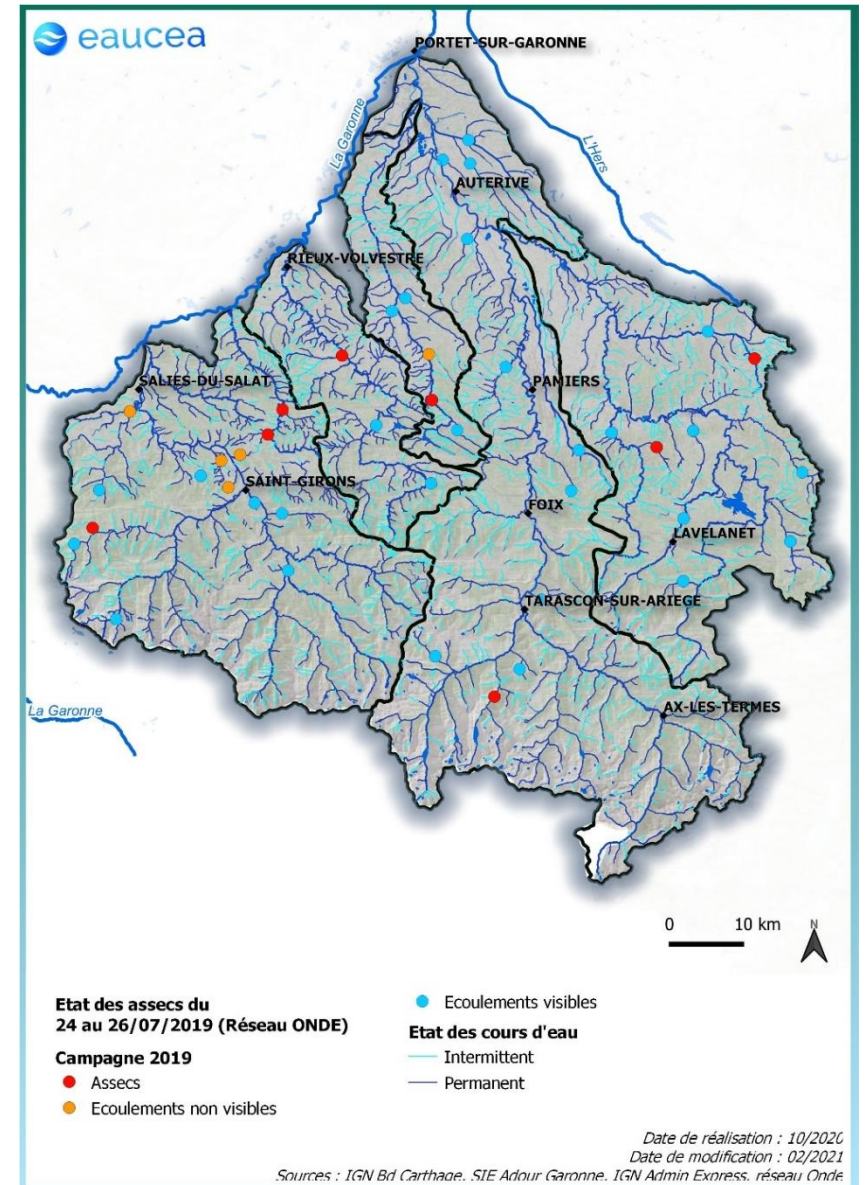 eaucea
PORTET-SUR-GARONNE
La Garonne
L'Hers
AUTERIVE
RIEUX-VOLVESTRE
SALIES-DU-SALAT
PAMIERS
SAINT-GIRONS
FOIX
LAVELANET
TARASCON-SUR-ARIEGE
La Garonne
AX-LES-TERMES
0 10 km
N
Etat des assecs du
24 au 26/07/2019 (Réseau ONDE)
Campagne 2019
Assecs
Ecoulements non visibles
Ecoulements visibles
Etat des cours d'eau
Intermittent
Permanent
Date de réalisation : 10/2020
Date de modification : 02/2021
Sources : IGN Bd Carthage, SIE Adour Garonne, IGN Admin Express, réseau Onde